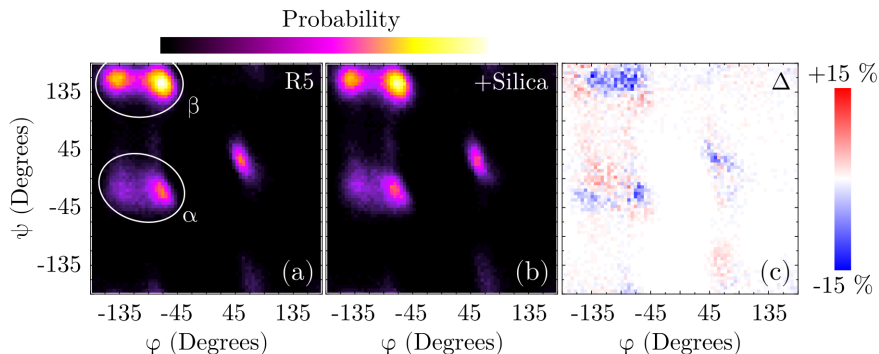 Probability
R5
+Silica
Δ
+15 %
135
45
-45
-135
ψ (Degrees)
β
α
(a)
(b)
(c)
-15 %
-135 -45 45 135
-135 -45 45 135
-135 -45 45 135
φ (Degrees)
φ (Degrees)
φ (Degrees)